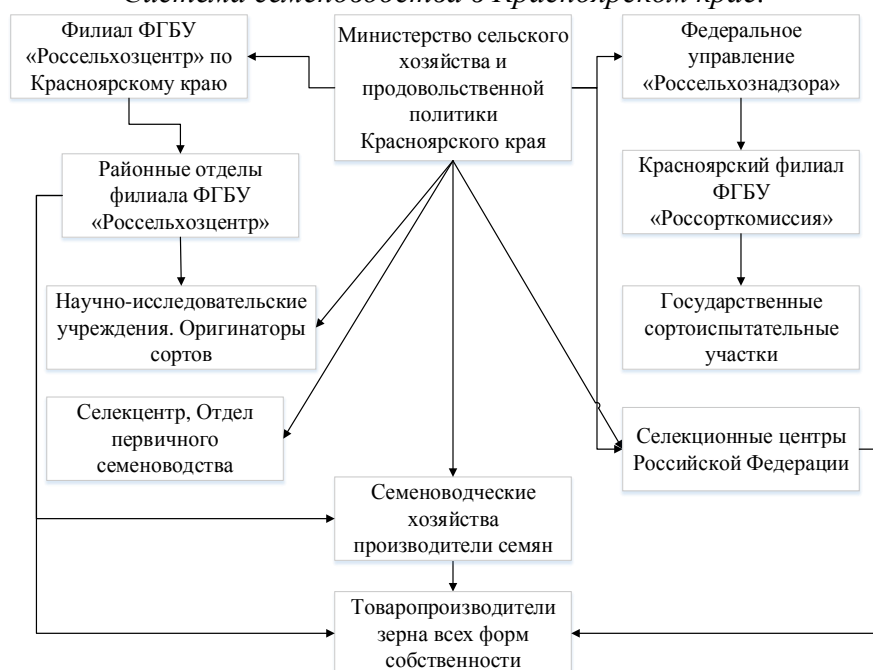 Система семеноводства в Красноярском крае.
Филиал ФГБУ
«Россельхозцентр» по
Красноярскому краю
Министерство сельского
хозяйства и
продовольственной
политики
Красноярского края
Федеральное
управление
«Россельхознадзора»
Районные отделы
филиала ФГБУ
«Россельхозцентр»
Красноярский филиал
ФГБУ
«Россорткомиссия»
Научно-исследовательские
учреждения. Оригинаторы
сортов
Государственные
сортоиспытательные
участки
Селекцентр, Отдел
первичного
семеноводства
Селекционные центры
Российской Федерации
Семеноводческие
хозяйства
производители семян
Товаропроизводители
зерна всех форм
собственности